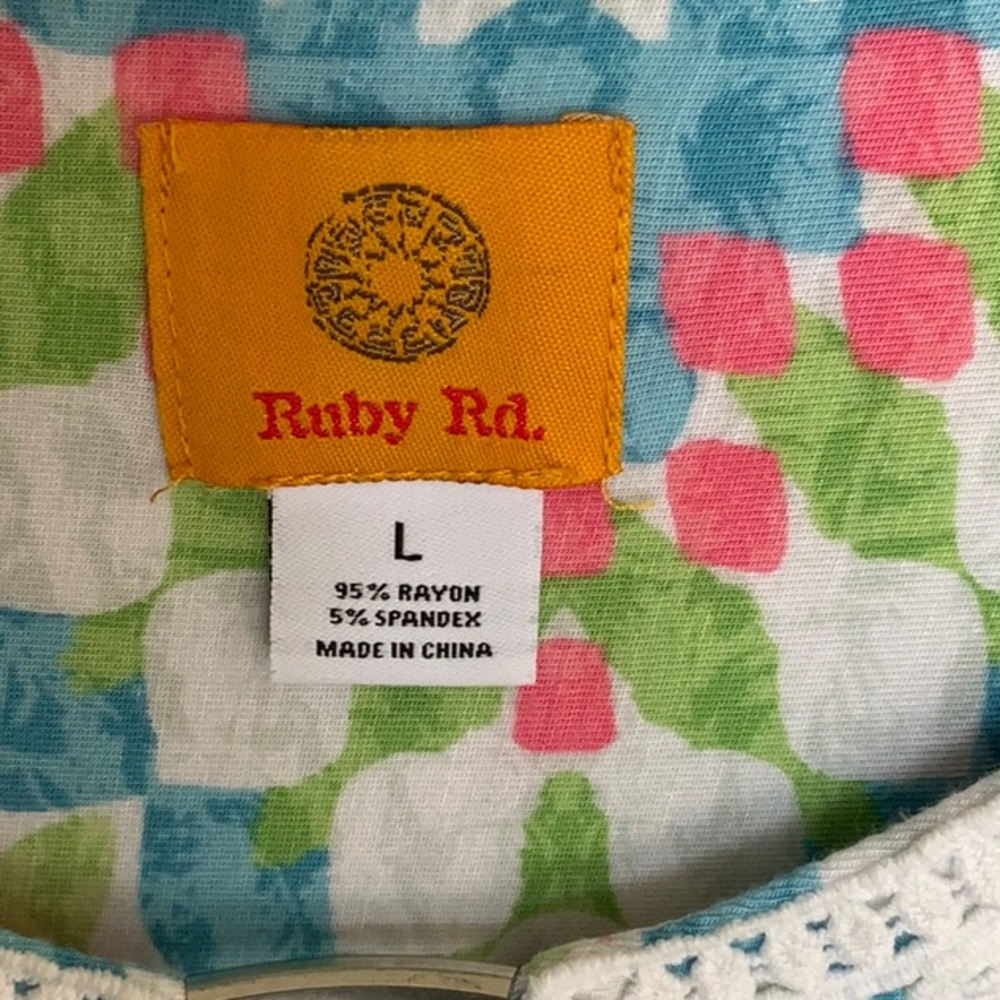 Ruby Rd.
L
95% RAYON
5% SPANDEX
MADE IN CHINA